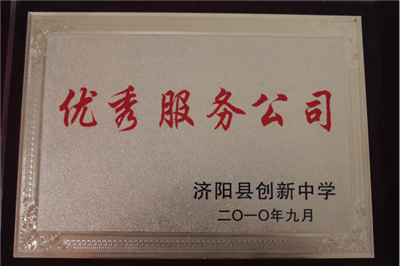 优秀服务公司
济阳县创新中学
二〇一〇年九月